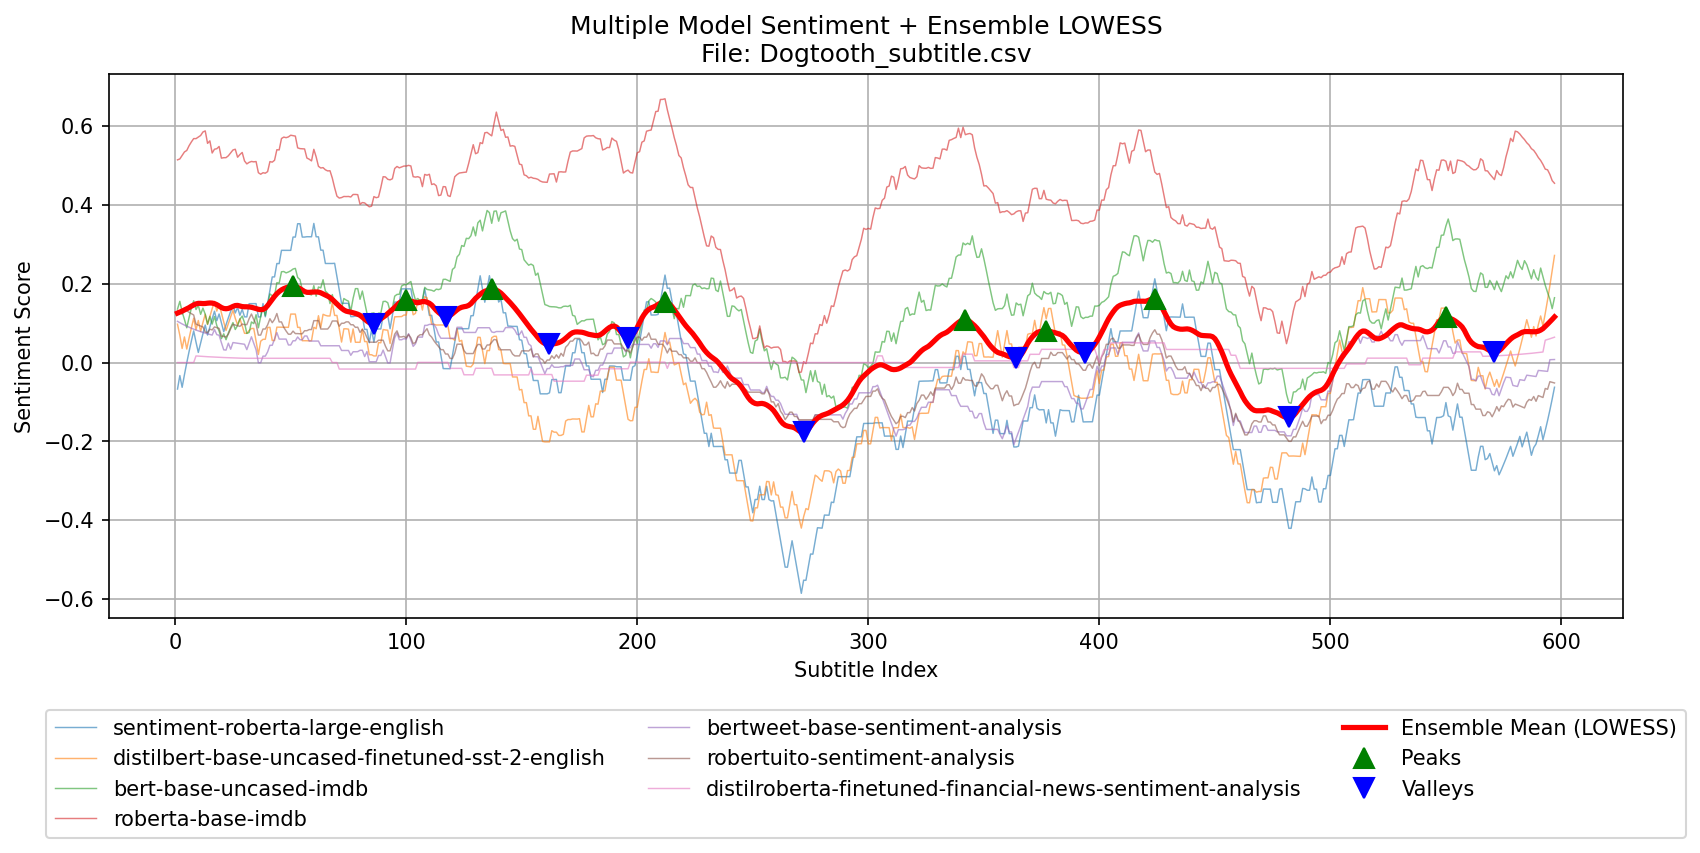 Multiple Model Sentiment + Ensemble LOWESS
File: Dogtooth_subtitle.csv
Sentiment Score
0.6
0.4
0.2
0.0
−0.2
−0.4
−0.6
0 100 200 300 400 500 600
Subtitle Index
sentiment-roberta-large-english
distilbert-base-uncased-finetuned-sst-2-english
bert-base-uncased-imdb
roberta-base-imdb
bertweet-base-sentiment-analysis
robertuito-sentiment-analysis
distilroberta-finetuned-financial-news-sentiment-analysis
Ensemble Mean (LOWESS)
Peaks
Valleys